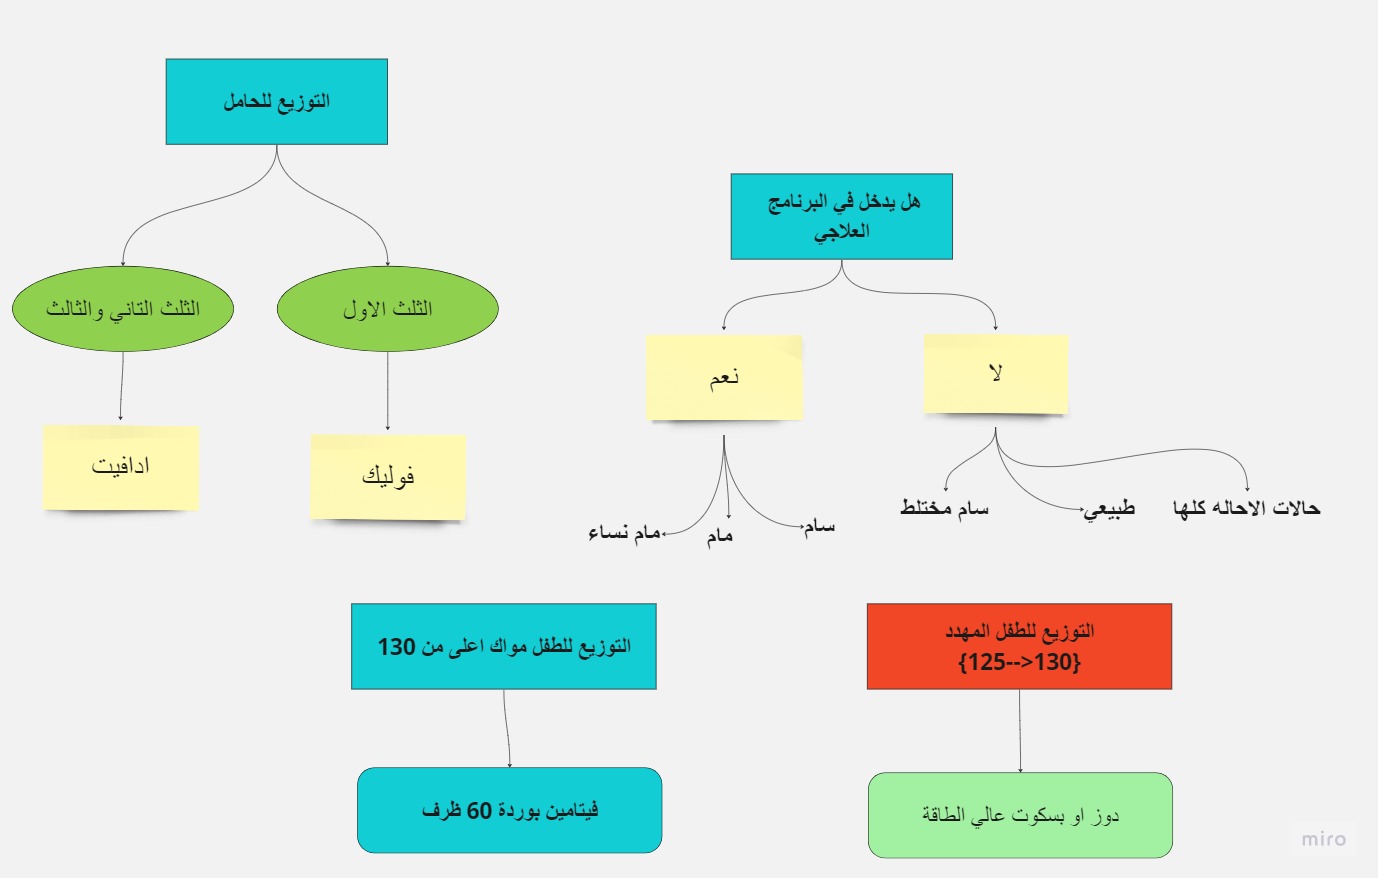 التوزيع للحامل
هل يدخل في البرنامج
العلاجي
الثلث الاول
الثلث التاني والثالث
لا
نعم
فوليك
ادافيت
حالات الاحاله كلها
طبيعي
سام مختلط
سام
مام
مام نساء
التوزيع للطفل المهدد
{125<--130}
التوزيع للطفل مواك اعلى من 130
دوز او بسكوت عالي الطاقة
فيتامين بوردة 60 ظرف
miro